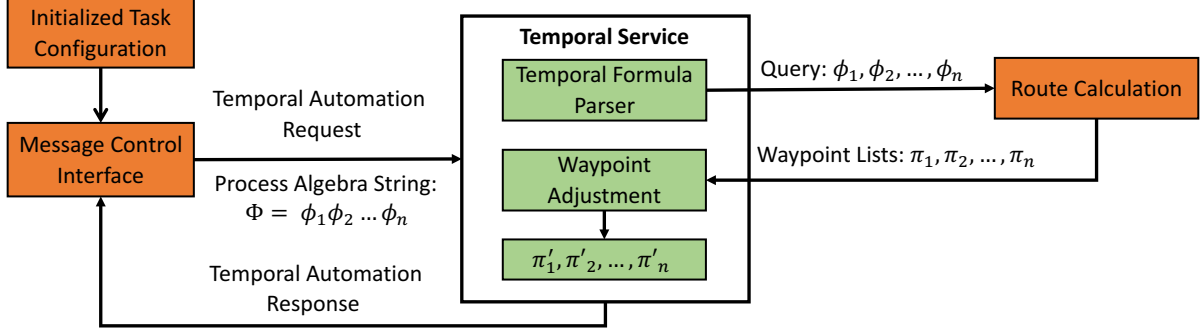 Initialized Task
Configuration
Message Control
Interface
Temporal Automation
Request
Process Algebra String:
Φ = ϕ₁ϕ₂ … ϕₙ
Temporal Automation
Response
Temporal Service
Temporal Formula
Parser
Waypoint
Adjustment
π′₁, π′₂, … , π′ₙ
Query: ϕ₁, ϕ₂, … , ϕₙ
Waypoint Lists: π₁, π₂, … , πₙ
Route Calculation